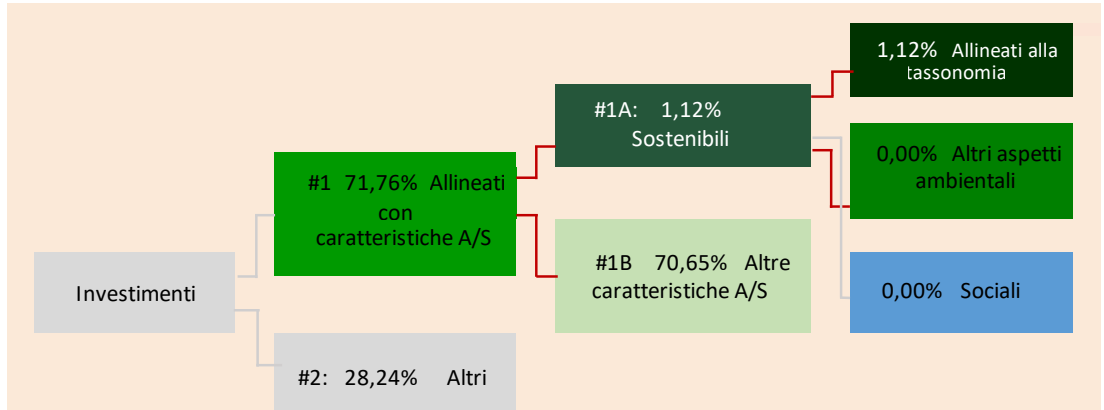 Investimenti
#1 71,76% Allineati
con
caratteristiche A/S
#2: 28,24% Altri
#1A: 1,12%
Sostenibili
#1B 70,65% Altre
caratteristiche A/S
1,12% Allineati alla
tassonomia
0,00% Altri aspetti
ambientali
0,00% Sociali